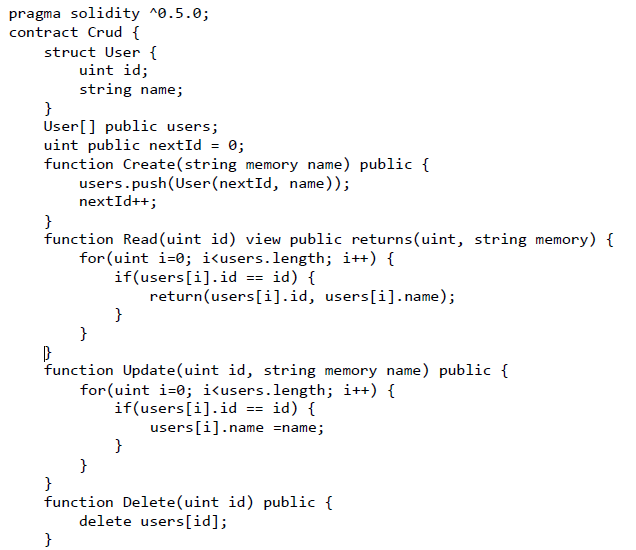 pragma solidity ^0.5.0;
contract Crud {
    struct User {
        uint id;
        string name;
    }
    User[] public users;
    uint public nextId = 0;
    function Create(string memory name) public {
        users.push(User(nextId, name));
        nextId++;
    }
    function Read(uint id) view public returns(uint, string memory) {
        for(uint i=0; i<users.length; i++) {
            if(users[i].id == id) {
                return(users[i].id, users[i].name);
            }
        }
    }
    function Update(uint id, string memory name) public {
        for(uint i=0; i<users.length; i++) {
            if(users[i].id == id) {
                users[i].name =name;
            }
        }
    }
    function Delete(uint id) public {
        delete users[id];
    }